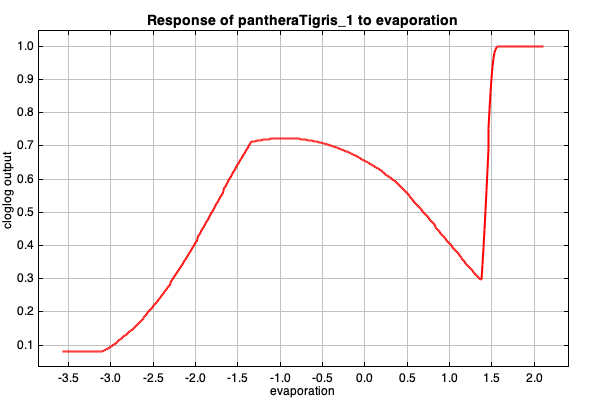 Response of pantheraTigris_1 to evaporation
1.0
0.9
0.8
0.7
0.6
0.5
0.4
0.3
0.2
0.1
cloglog output
-3.5 -3.0 -2.5 -2.0 -1.5 -1.0 -0.5 0.0 0.5 1.0 1.5 2.0
evaporation